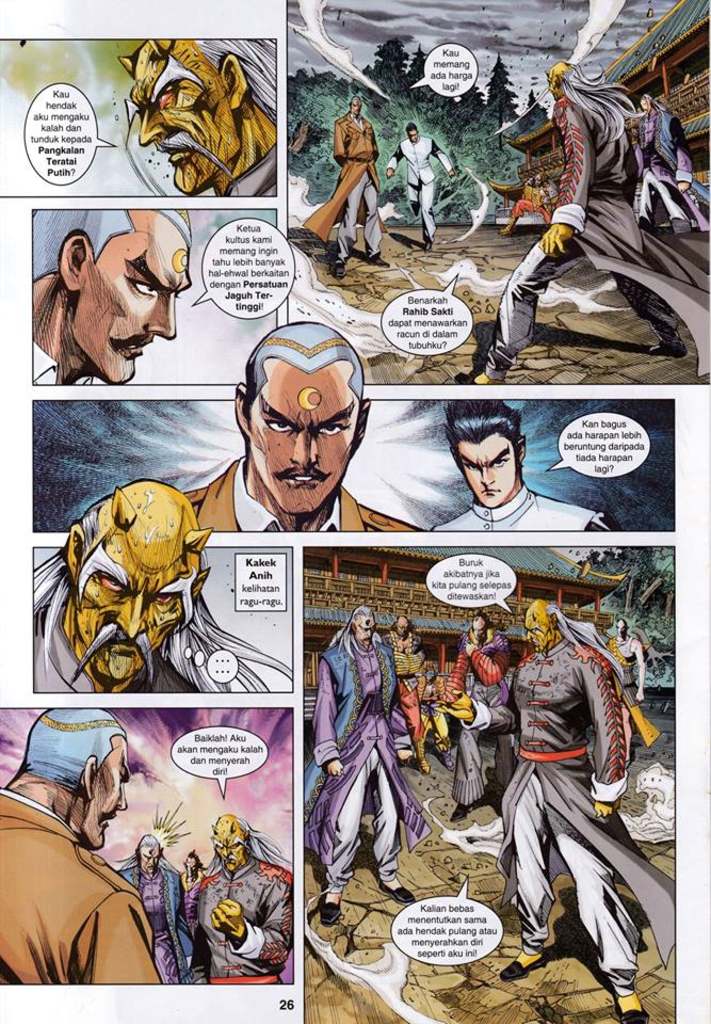 Kau
hendak
aku mengaku
kalah dan
tunduk kepada
Pangkalan
Teratai
Putih?
Kau
memang
ada harga
lagi!
Benarkah
Rahib Sakti
dapat menawarkan
racun di dalam
tubuhku?
Ketua
kultus kami
memang ingin
tahu lebih banyak
hal-ehwal berkaitan
dengan Persatuan
Jaguh Ter-
tinggi!
Kan bagus
ada harapan lebih
beruntung daripada
tiada harapan
lagi?
Kakek
Anih
kelihatan
ragu-ragu.
...
Buruk
akibatnya jika
kita pulang selepas
ditewaskan!
Kalian bebas
menentutkan sama
ada hendak pulang atau
menyerahkan diri
seperti aku ini!
Baiklah! Aku
akan mengaku kalah
dan menyerah
diri!
26